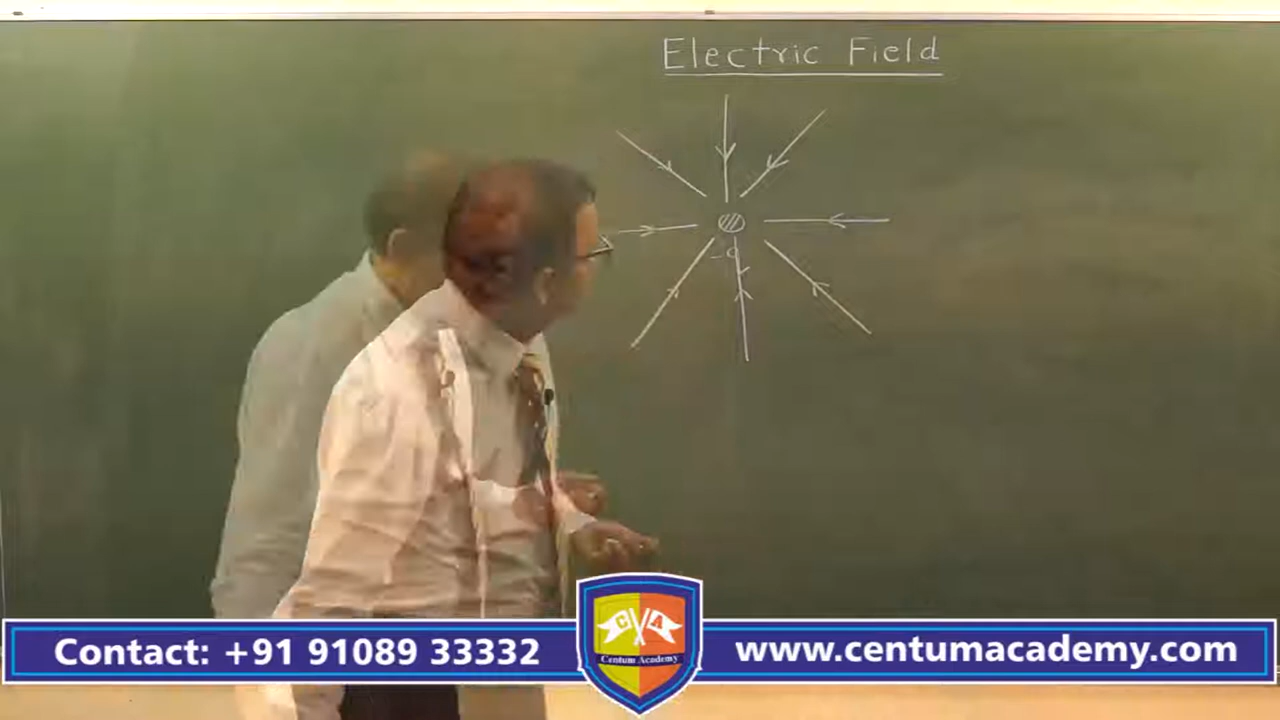 Electric Field
-q
Contact: +91 91089 33332
C A
Centum Academy
www.centumacademy.com